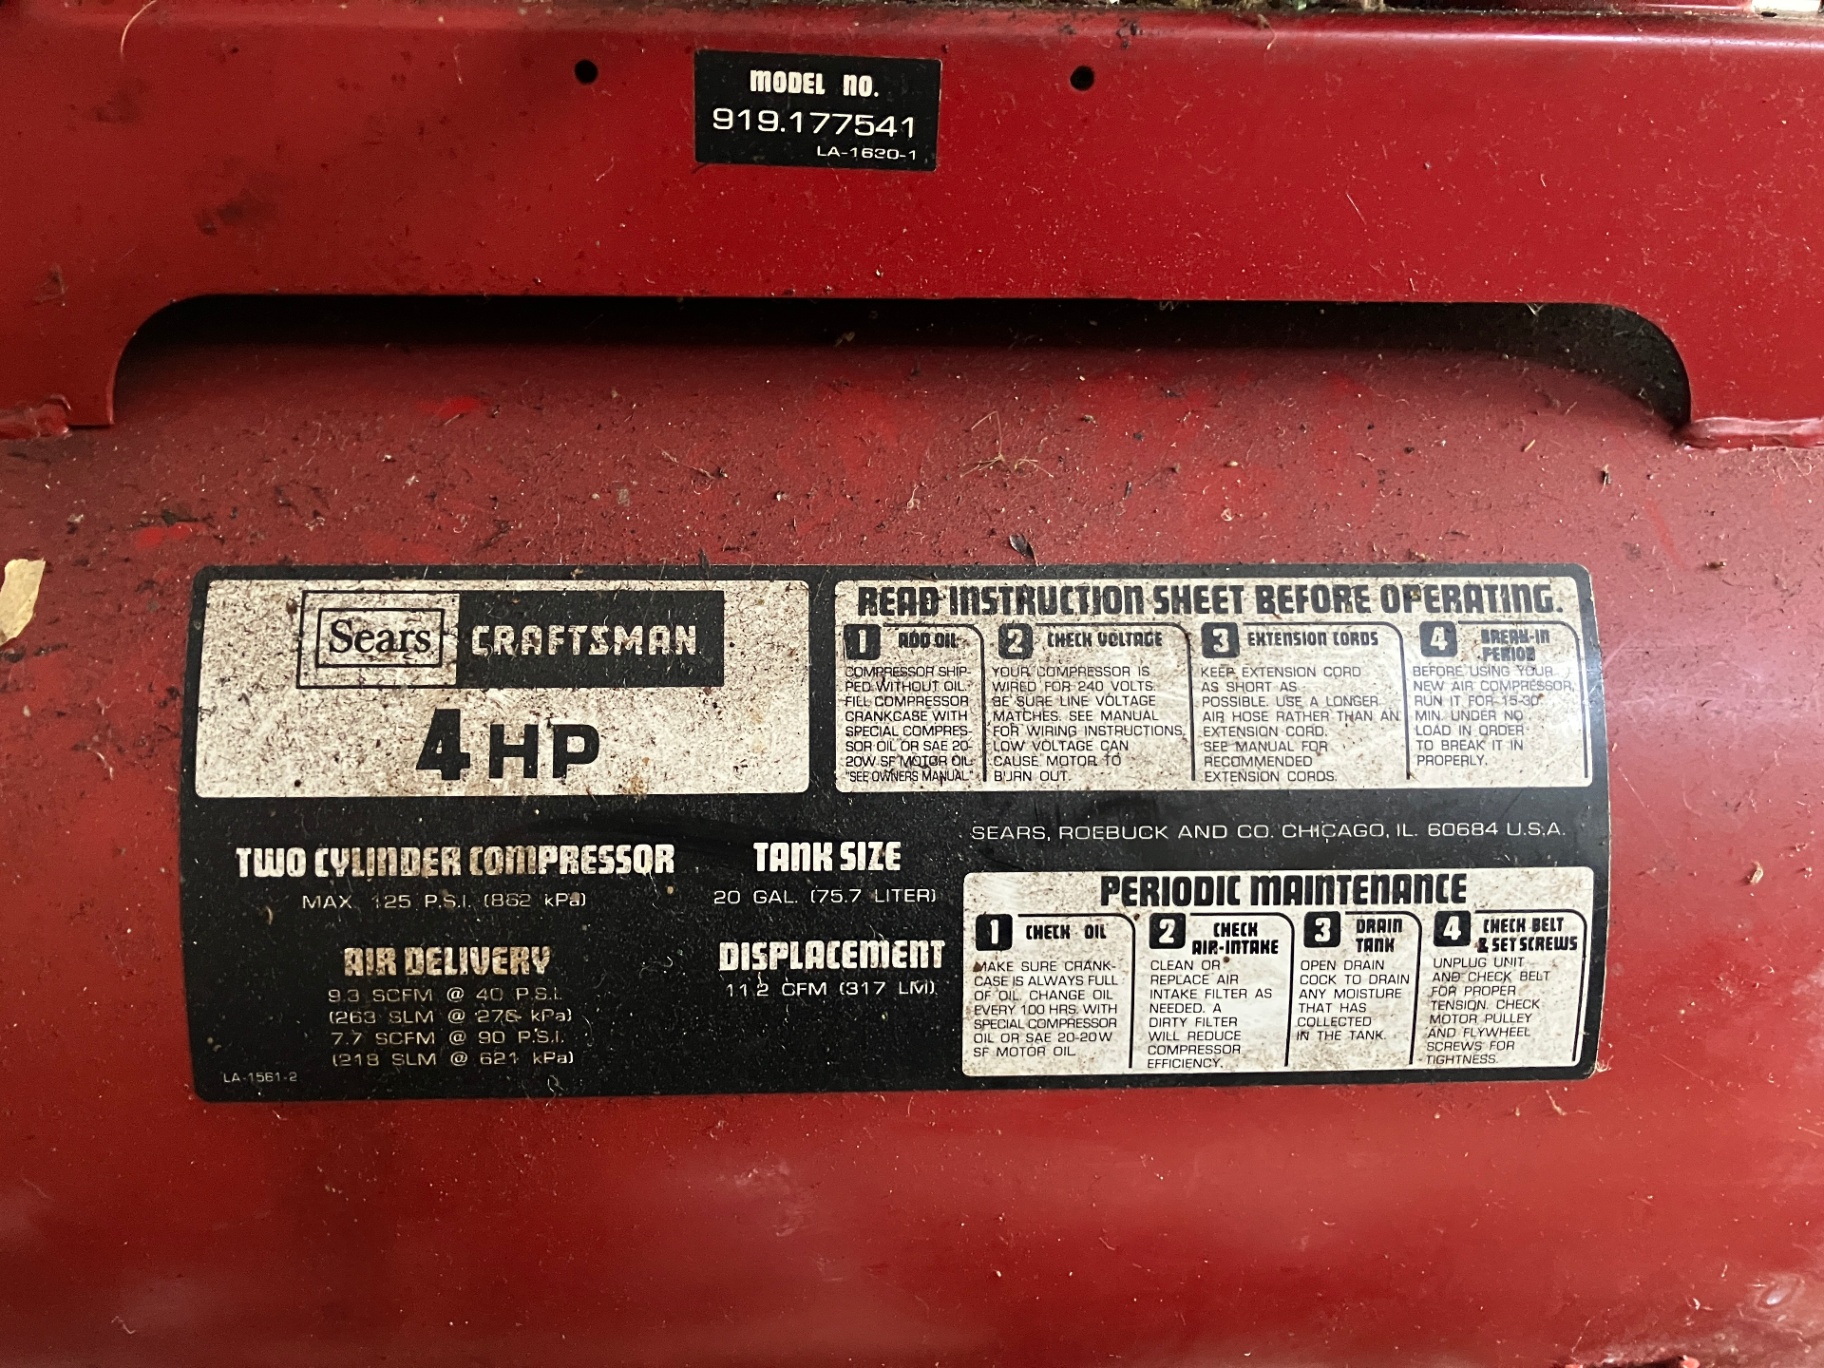 MODEL NO.
919.177541
LA-1620-1
Sears CRAFTSMAN
4 HP
READ INSTRUCTION SHEET BEFORE OPERATING.
1 ADD OIL
COMPRESSOR SHIP-
PED WITHOUT OIL.
FILL COMPRESSOR
CRANKCASE WITH
SPECIAL COMPRES-
SOR OIL OR SAE 20-
20W SF MOTOR OIL
"SEE OWNERS MANUAL"
2 CHECK VOLTAGE
YOUR COMPRESSOR IS
WIRED FOR 240 VOLTS.
BE SURE LINE VOLTAGE
MATCHES. SEE MANUAL
FOR WIRING INSTRUCTIONS,
LOW VOLTAGE CAN
CAUSE MOTOR TO
BURN OUT.
3 EXTENSION CORDS
KEEP EXTENSION CORD
AS SHORT AS
POSSIBLE. USE A LONGER
AIR HOSE RATHER THAN AN
EXTENSION CORD.
SEE MANUAL FOR
RECOMMENDED
EXTENSION CORDS.
4 BREAK-IN
PERIOD
BEFORE USING YOUR
NEW AIR COMPRESSOR,
RUN IT FOR 15-30
MIN. UNDER NO
LOAD IN ORDER
TO BREAK IT IN
PROPERLY.
SEARS, ROEBUCK AND CO. CHICAGO, IL. 60684 U.S.A.
TWO CYLINDER COMPRESSOR
MAX. 125 P.S.I. (862 kPa)
TANK SIZE
20 GAL. (75.7 LITER)
AIR DELIVERY
9.3 SCFM @ 40 P.S.I.
(263 SLM @ 276 kPa)
7.7 SCFM @ 90 P.S.I.
(218 SLM @ 621 kPa)
DISPLACEMENT
11.2 CFM (317 LM)
LA-1561-2
PERIODIC MAINTENANCE
1 CHECK OIL
MAKE SURE CRANK-
CASE IS ALWAYS FULL
OF OIL. CHANGE OIL
EVERY 100 HRS. WITH
SPECIAL COMPRESSOR
OIL OR SAE 20-20W
SF MOTOR OIL
2 CHECK
AIR-INTAKE
CLEAN OR
REPLACE AIR
INTAKE FILTER AS
NEEDED. A
DIRTY FILTER
WILL REDUCE
COMPRESSOR
EFFICIENCY.
3 DRAIN
TANK
OPEN DRAIN
COCK TO DRAIN
ANY MOISTURE
THAT HAS
COLLECTED
IN THE TANK.
4 CHECK BELT
& SET SCREWS
UNPLUG UNIT
AND CHECK BELT
FOR PROPER
TENSION. CHECK
MOTOR PULLEY
AND FLYWHEEL
SCREWS FOR
TIGHTNESS.